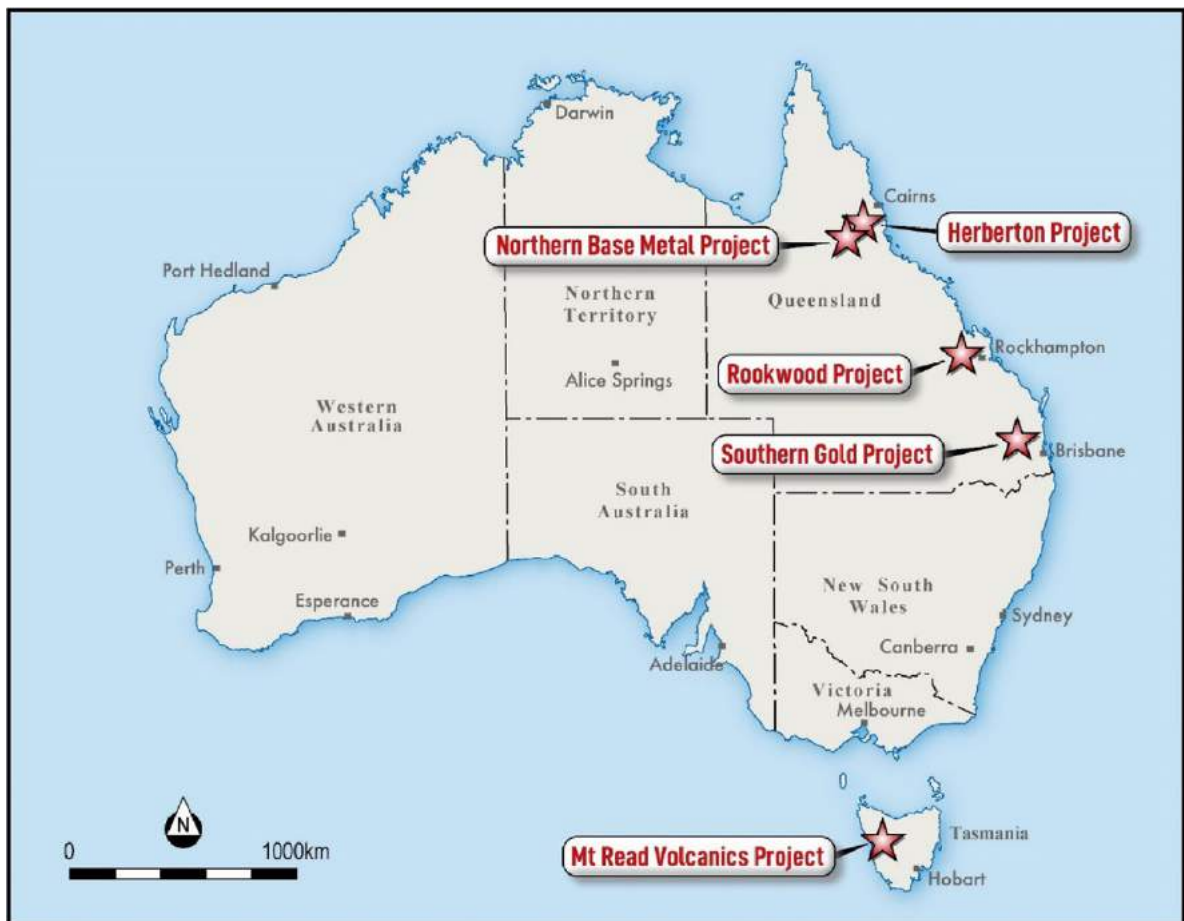 Darwin
Cairns
Northern Base Metal Project
Herberton Project
Port Hedland
Northern
Territory
Queensland
Rockhampton
Alice Springs
Rookwood Project
Western
Australia
Southern Gold Project
Brisbane
South
Australia
Kalgoorlie
Perth
Esperance
New South
Wales
Sydney
Canberra
Adelaide
Victoria
Melbourne
N
0 1000km
Tasmania
Mt Read Volcanics Project
Hobart